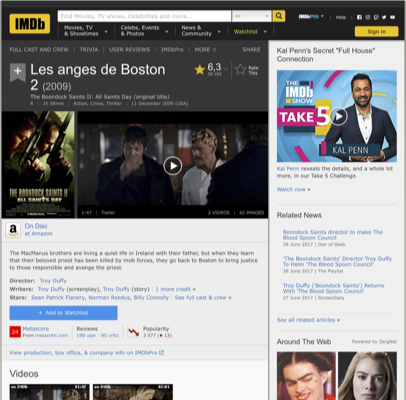 IMDb
Find Movies, TV shows, Celebrities and more...
All
IMDbPro
Help
Movies, TV
& Showtimes
Celebs, Events
& Photos
News &
Community
Watchlist
Sign in
FULL CAST AND CREW | TRIVIA | USER REVIEWS | IMDbPro | MORE
SHARE
Les anges de Boston
2 (2009)
6,3
Rate
This
The Boondock Saints II: All Saints Day (original title)
R | 1h 58min | Action, Crime, Thriller | 11 December 2009 (USA)
THE BOONDOCK SAINTS II
ALL SAINTS DAY
1:47 | Trailer
2 VIDEOS | 42 IMAGES
On Disc
at Amazon
The MacManus brothers are living a quiet life in Ireland with their father, but when they learn
that their beloved priest has been killed by mob forces, they go back to Boston to bring justice
to those responsible and avenge the priest.
Director: Troy Duffy
Writers: Troy Duffy (screenplay), Troy Duffy (story) | 1 more credit »
Stars: Sean Patrick Flanery, Norman Reedus, Billy Connolly | See full cast & crew »
+ Add to Watchlist
24
Metascore
From metacritic.com
Reviews
Popularity
View production, box office, & company info on IMDbPro
Videos
Kal Penn's Secret "Full House"
Connection
THE
IMDb
SHOW
TAKE 5
KAL PENN
Kal Penn reveals the details, and a whole lot
more, in our Take 5 Challenge.
Watch now »
Related News
Boondock Saints director to make The
Blood Spoon Council
28 June 2017 | Den of Geek
'The Boondock Saints' Director Troy Duffy
To Helm 'The Blood Spoon Council'
28 June 2017 | The Playlist
Troy Duffy ('Boondock Saints') Returns
With 'The Blood Spoon Council'
27 June 2017 | ScreenDaily
See all related articles »
Around The Web
Powered by ZergNet